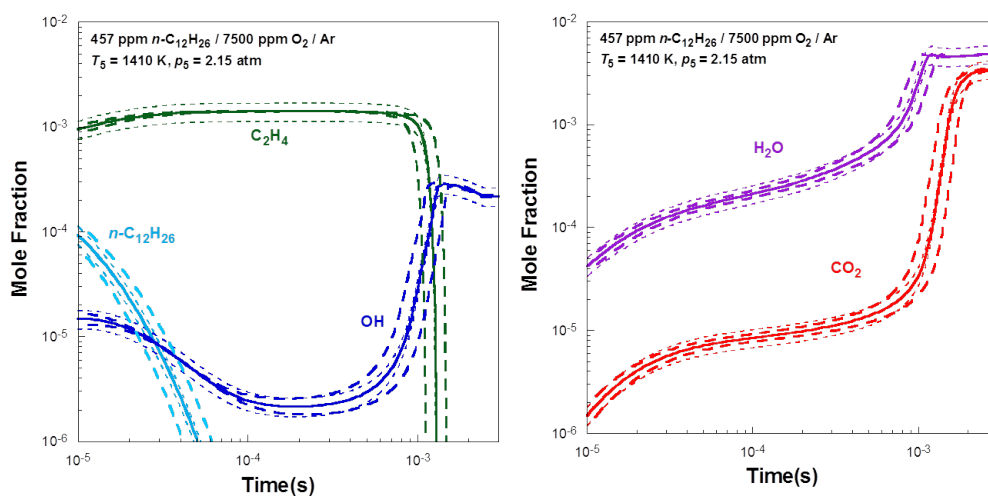 457 ppm n-C12H26 / 7500 ppm O2 / Ar
T5 = 1410 K, p5 = 2.15 atm
C2H4
n-C12H26
OH
Mole Fraction
10-2
10-3
10-4
10-5
10-6
10-5
10-4
10-3
Time(s)
457 ppm n-C12H26 / 7500 ppm O2 / Ar
T5 = 1410 K, p5 = 2.15 atm
H2O
CO2
Mole Fraction
10-2
10-3
10-4
10-5
10-6
10-5
10-4
10-3
Time(s)